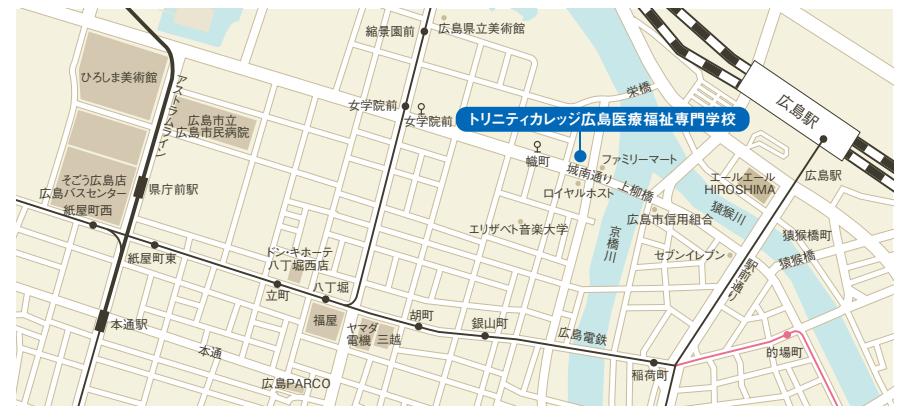 縮景園前
広島県立美術館
ひろしま美術館
アストラムライン
広島市立
広島市民病院
女学院前
女学院前
栄橋
広島駅
トリニティカレッジ広島医療福祉専門学校
幟町
城南通り
ファミリーマート
上柳橋
ロイヤルホスト
エールエール
HIROSHIMA
広島駅
そごう広島店
広島バスセンター
県庁前駅
紙屋町西
エリザベト音楽大学
京橋川
広島市信用組合
猿猴川
猿猴橋町
猿猴橋
セブンイレブン
駅前通り
紙屋町東
ドン・キホーテ
八丁堀西店
立町
八丁堀
福屋
ヤマダ
電機
三越
胡町
銀山町
広島電鉄
本通駅
本通
広島PARCO
稲荷町
的場町